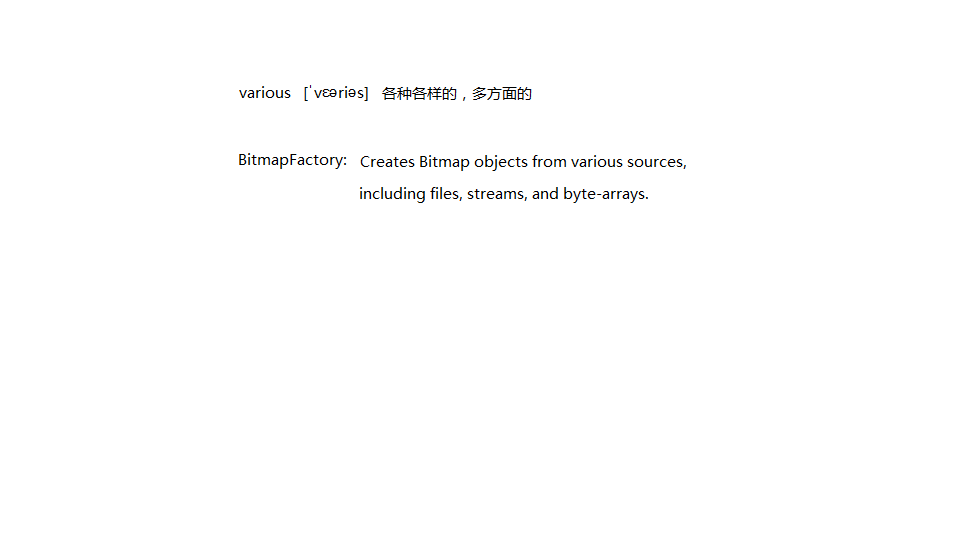 various [ˈvɛəriəs] 各种各样的，多方面的
BitmapFactory: Creates Bitmap objects from various sources,
including files, streams, and byte-arrays.